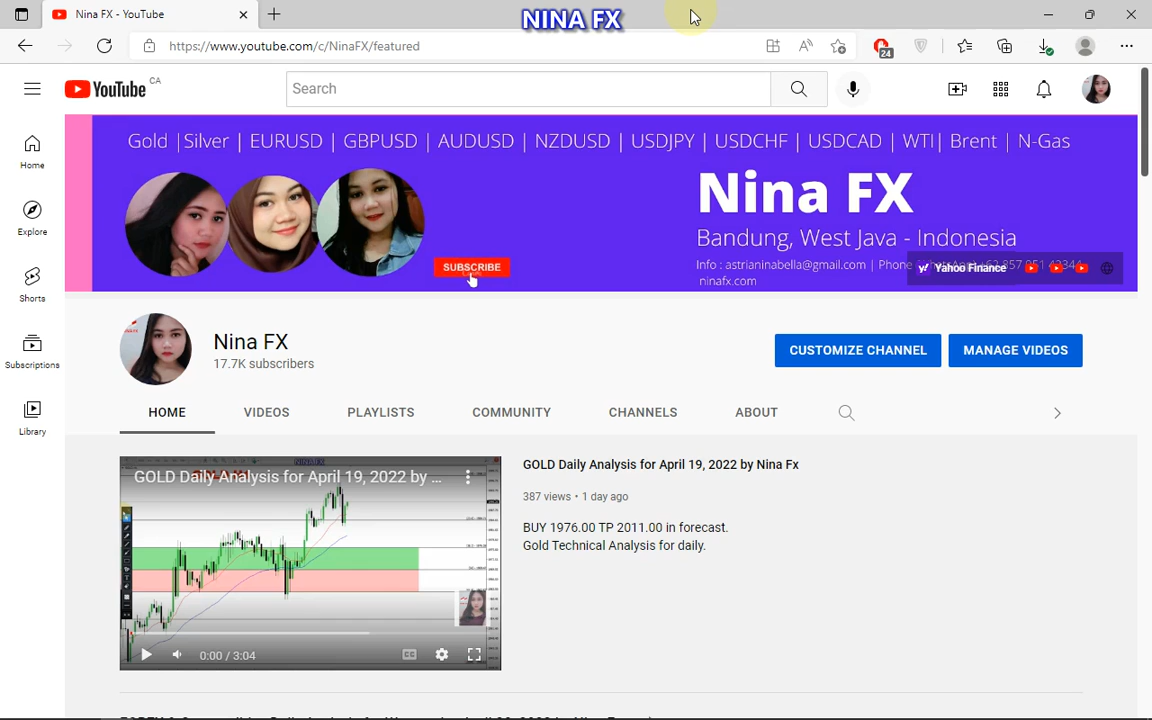 Nina FX - YouTube
NINA FX
https://www.youtube.com/c/NinaFX/featured
24
YouTube CA
Search
Gold |Silver | EURUSD | GBPUSD | AUDUSD | NZDUSD | USDJPY | USDCHF | USDCAD | WTI| Brent | N-Gas
Nina FX
Bandung, West Java - Indonesia
Info : astrianinabella@gmail.com | Phone
ninafx.com
SUBSCRIBE
Yahoo Finance
Home
Explore
Shorts
Subscriptions
Library
Nina FX
17.7K subscribers
CUSTOMIZE CHANNEL
MANAGE VIDEOS
HOME
VIDEOS
PLAYLISTS
COMMUNITY
CHANNELS
ABOUT
GOLD Daily Analysis for April 19, 2022 by ...
0:00 / 3:04
GOLD Daily Analysis for April 19, 2022 by Nina Fx
387 views • 1 day ago
BUY 1976.00 TP 2011.00 in forecast.
Gold Technical Analysis for daily.